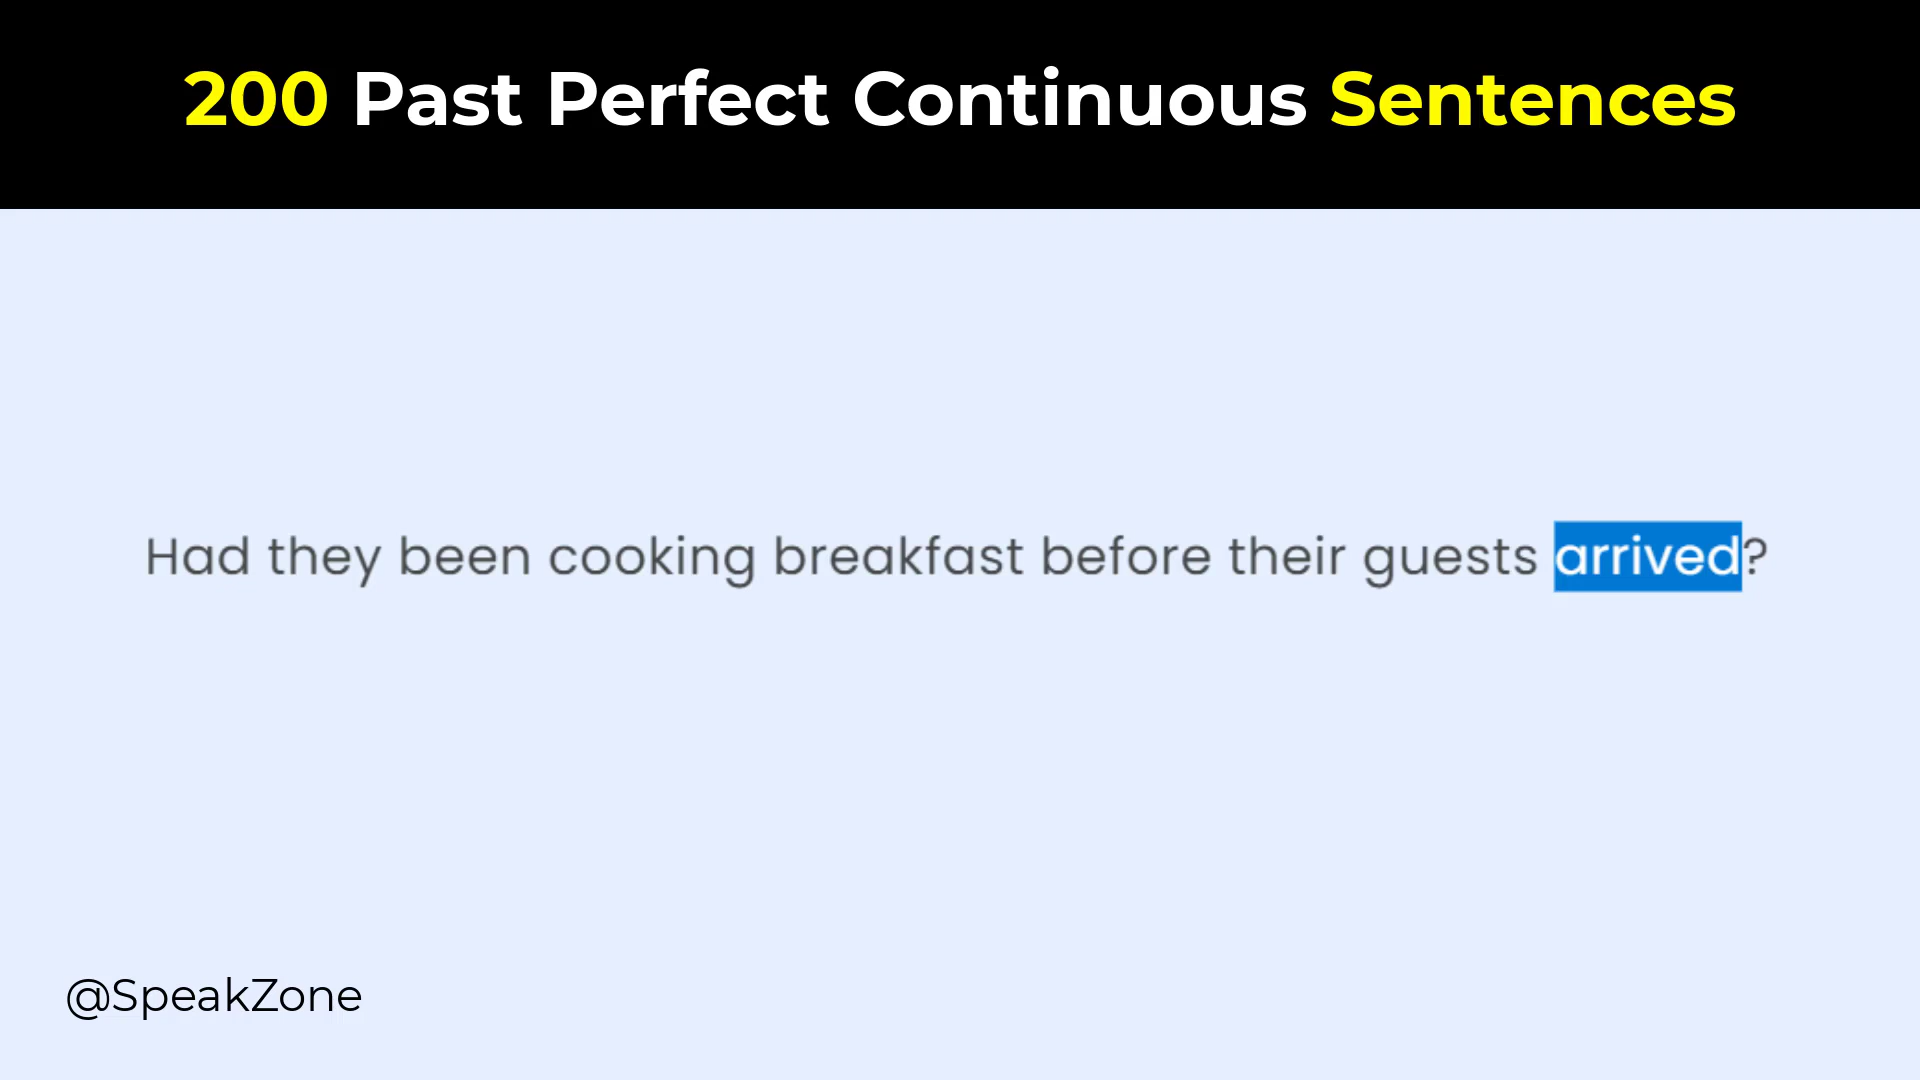 200 Past Perfect Continuous Sentences
Had they been cooking breakfast before their guests arrived?
@SpeakZone